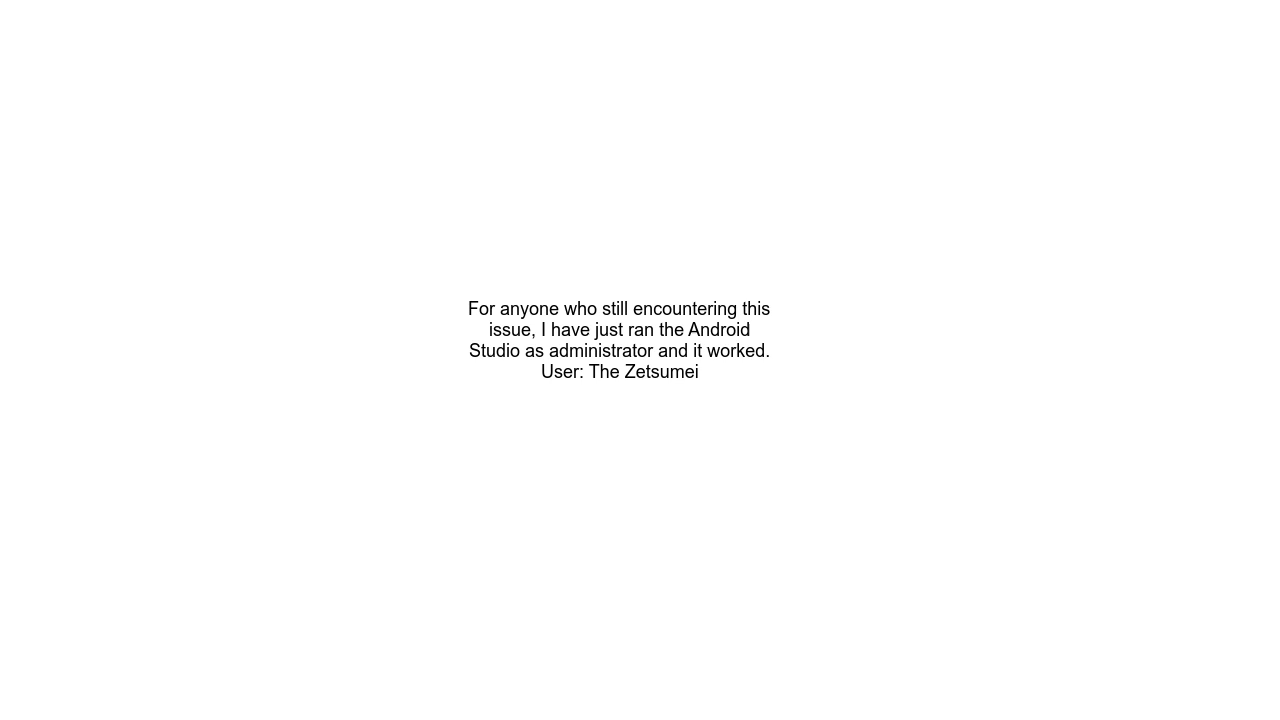 For anyone who still encountering this
issue, I have just ran the Android
Studio as administrator and it worked.
User: The Zetsumei